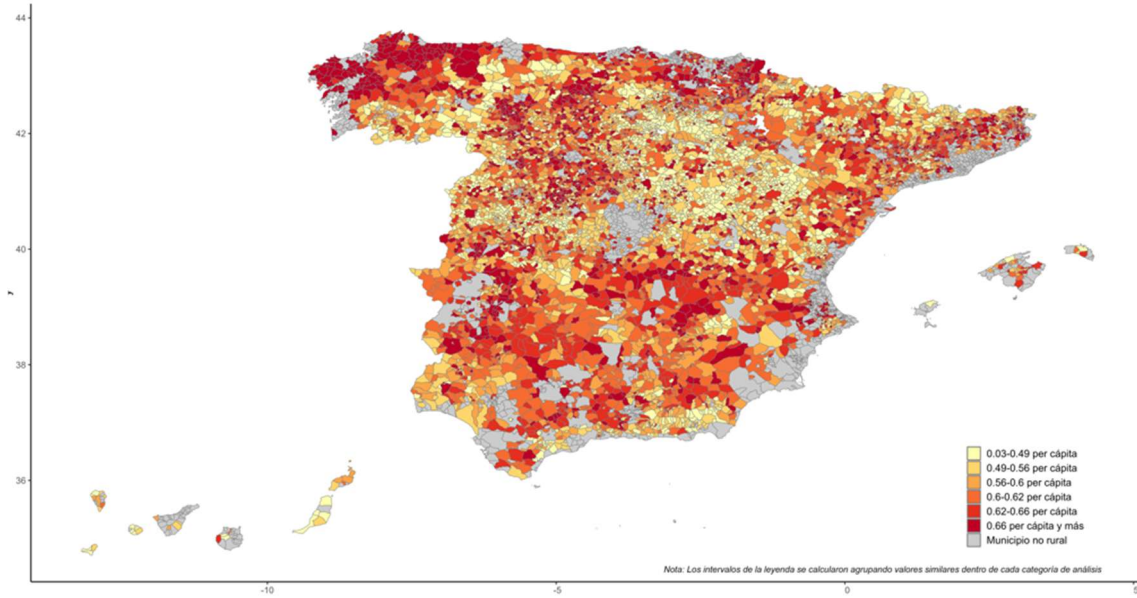 44
42
40
38
36
y
0.03-0.49 per cápita
0.49-0.56 per cápita
0.56-0.6 per cápita
0.6-0.62 per cápita
0.62-0.66 per cápita
0.66 per cápita y más
Municipio no rural
Nota: Los intervalos de la leyenda se calcularon agrupando valores similares dentro de cada categoría de análisis
-10
-5
0
5